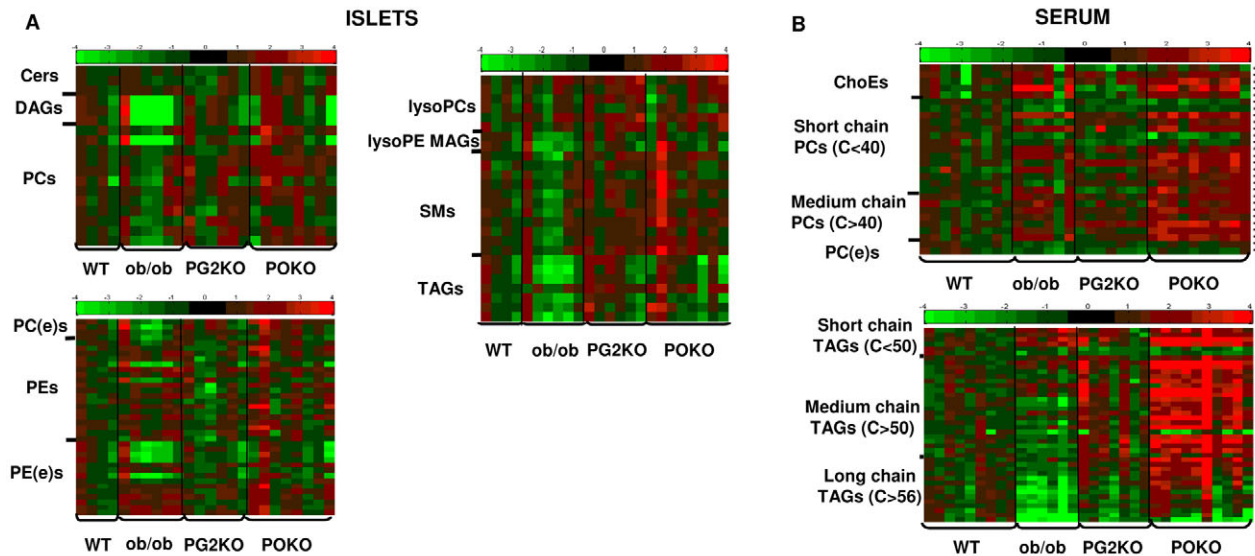 A
ISLETS
-4 -3 -2 -1 0 1 2 3 4
Cers
DAGs
PCs
WT ob/ob PG2KO POKO
-4 -3 -2 -1 0 1 2 3 4
PC(e)s
PEs
PE(e)s
WT ob/ob PG2KO POKO
-4 -3 -2 -1 0 1 2 3 4
lysoPCs
lysoPE MAGs
SMs
TAGs
WT ob/ob PG2KO POKO
B
SERUM
-4 -3 -2 -1 0 1 2 3 4
ChoEs
Short chain
PCs (C<40)
Medium chain
PCs (C>40)
PC(e)s
WT ob/ob PG2KO POKO
-4 -3 -2 -1 0 1 2 3 4
Short chain
TAGs (C<50)
Medium chain
TAGs (C>50)
Long chain
TAGs (C>56)
WT ob/ob PG2KO POKO